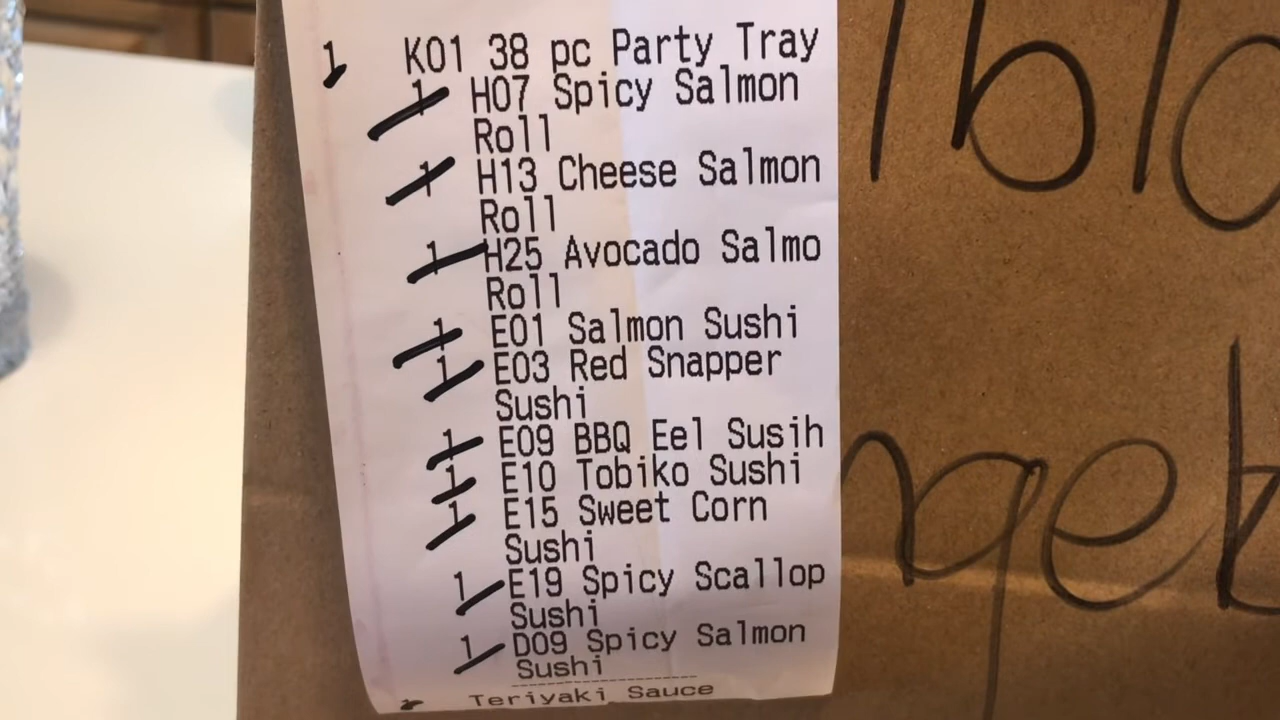 1 K01 38 pc Party Tray
1 H07 Spicy Salmon
Roll
1 H13 Cheese Salmon
Roll
1 H25 Avocado Salmo
Roll
1 E01 Salmon Sushi
1 E03 Red Snapper
Sushi
1 E09 BBQ Eel Susih
1 E10 Tobiko Sushi
1 E15 Sweet Corn
Sushi
1 E19 Spicy Scallop
Sushi
1 D09 Spicy Salmon
Sushi
Teriyaki Sauce